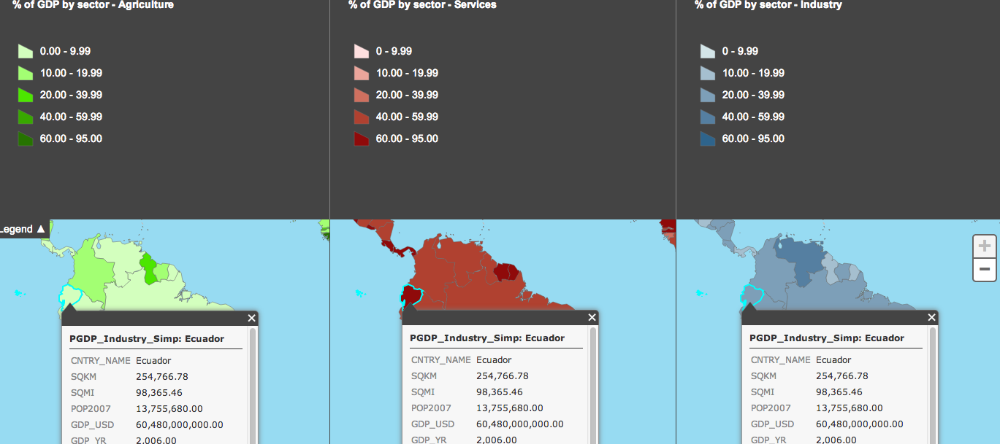 % of GDP by sector - Agriculture
0.00 - 9.99
10.00 - 19.99
20.00 - 39.99
40.00 - 59.99
60.00 - 95.00
% of GDP by sector - Services
0 - 9.99
10.00 - 19.99
20.00 - 39.99
40.00 - 59.99
60.00 - 95.00
% of GDP by sector - Industry
0 - 9.99
10.00 - 19.99
20.00 - 39.99
40.00 - 59.99
60.00 - 95.00
Legend ▲
PGDP_Industry_Simp: Ecuador
CNTRY_NAME Ecuador
SQKM 254,766.78
SQMI 98,365.46
POP2007 13,755,680.00
GDP_USD 60,480,000,000.00
GDP_YR 2,006.00
PGDP_Industry_Simp: Ecuador
CNTRY_NAME Ecuador
SQKM 254,766.78
SQMI 98,365.46
POP2007 13,755,680.00
GDP_USD 60,480,000,000.00
GDP_YR 2,006.00
PGDP_Industry_Simp: Ecuador
CNTRY_NAME Ecuador
SQKM 254,766.78
SQMI 98,365.46
POP2007 13,755,680.00
GDP_USD 60,480,000,000.00
GDP_YR 2,006.00